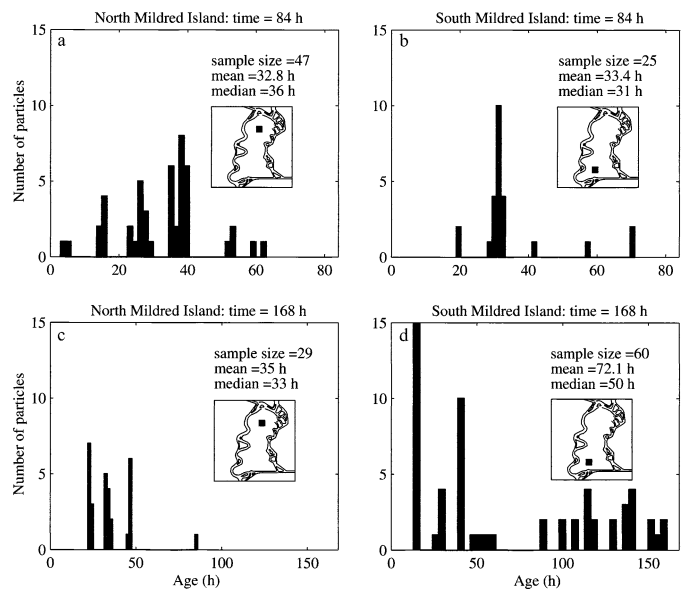 North Mildred Island: time = 84 h
a
sample size =47
mean =32.8 h
median =36 h
Number of particles
15
10
5
0
0 20 40 60 80
South Mildred Island: time = 84 h
b
sample size =25
mean =33.4 h
median =31 h
15
10
5
0
0 20 40 60 80
North Mildred Island: time = 168 h
c
sample size =29
mean =35 h
median =33 h
Number of particles
15
10
5
0
0 50 100 150
Age (h)
South Mildred Island: time = 168 h
d
sample size =60
mean =72.1 h
median =50 h
15
10
5
0
0 50 100 150
Age (h)